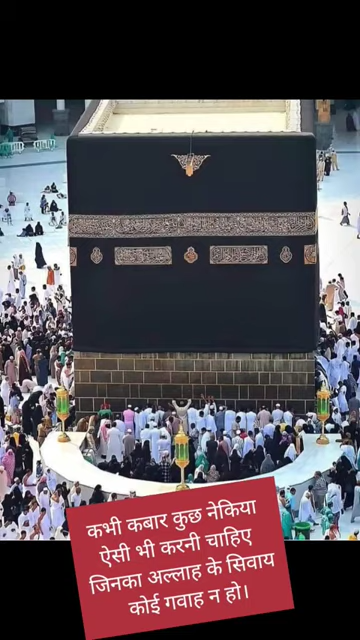 कभी कबार कुछ नेकिया
ऐसी भी करनी चाहिए
जिनका अल्लाह के सिवाय
कोई गवाह न हो।